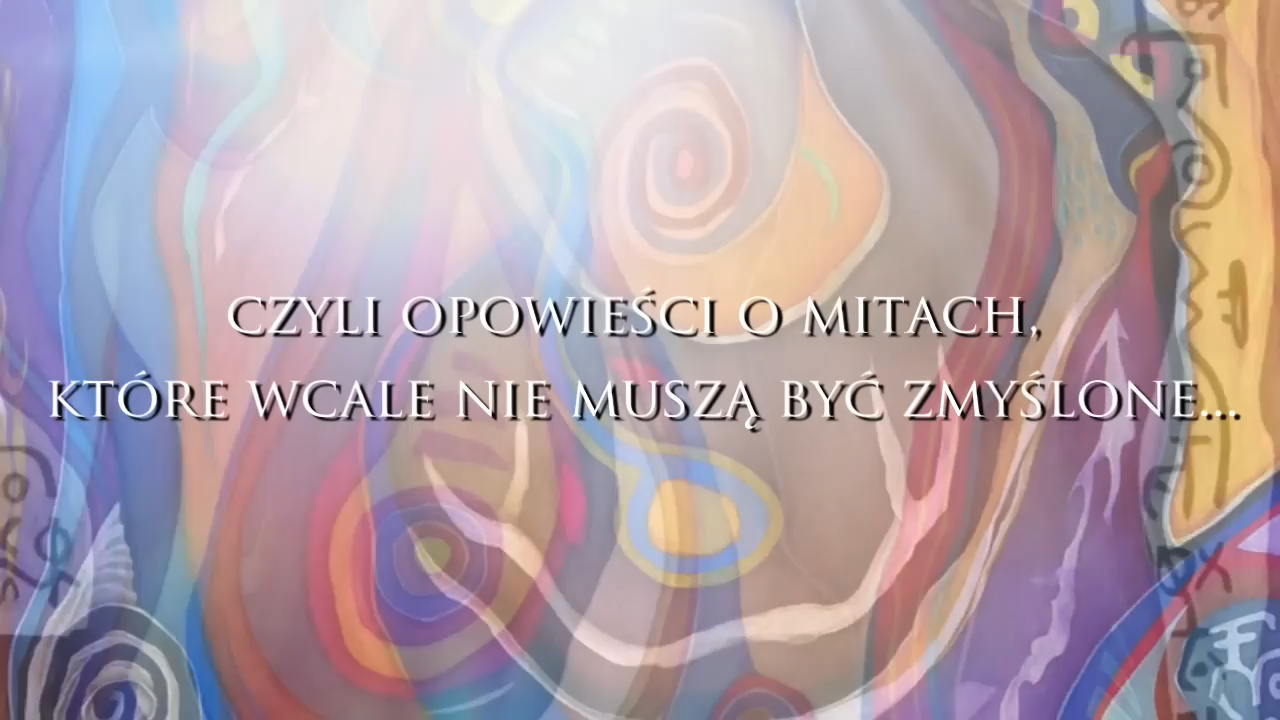 CZYLI OPOWIEŚCI O MITACH,
KTÓRE WCALE NIE MUSZĄ BYĆ ZMYŚLONE...